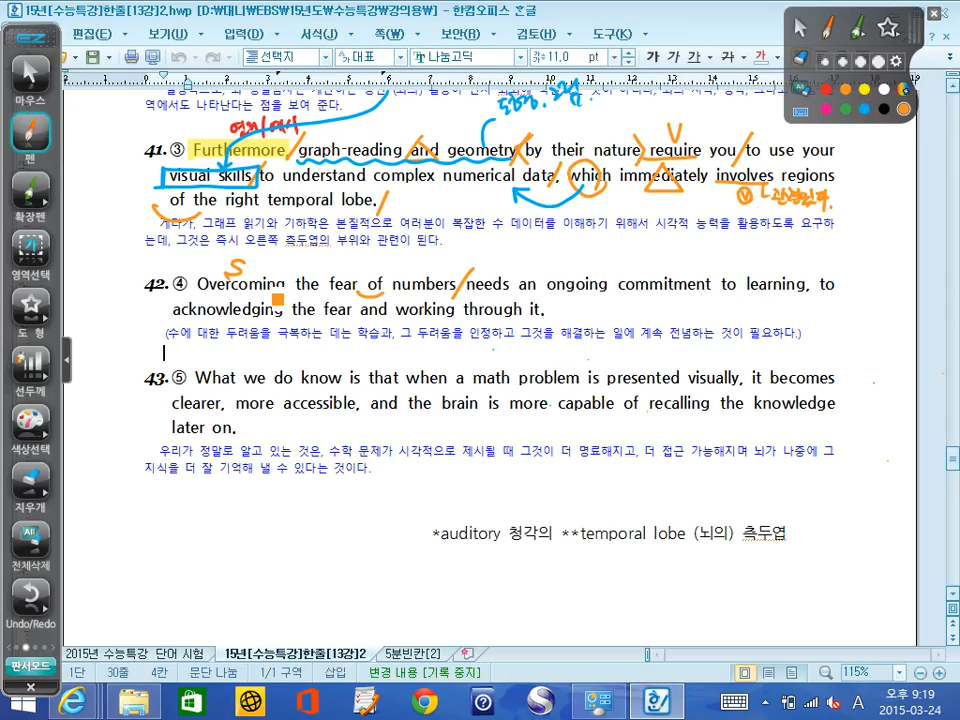 15년[수능특강]한줄[13강]2.hwp [D:₩대니₩EBS₩15년도₩수능특강₩강의용₩] - 한컴오피스 한글
편집(E) 보기(U) 입력(D) 서식(J) 쪽(W) 보안(R) 검토(H) 도구(K)
선택지 대표 나눔고딕 11.0 pt 가 가 가 가 가
역에서도 나타난다는 점을 보여 준다.
41. ③ Furthermore graph-reading and geometry by their nature require you to use your
visual skills to understand complex numerical data, which immediately involves regions
of the right temporal lobe.
관련된다.
게다가, 그래프 읽기와 기하학은 본질적으로 여러분이 복잡한 수 데이터를 이해하기 위해서 시각적 능력을 활용하도록 요구하
는데, 그것은 즉시 오른쪽 측두엽의 부위와 관련이 된다.
S
42. ④ Overcoming the fear of numbers needs an ongoing commitment to learning, to
acknowledging the fear and working through it.
(수에 대한 두려움을 극복하는 데는 학습과, 그 두려움을 인정하고 그것을 해결하는 일에 계속 전념하는 것이 필요하다.)
43. ⑤ What we do know is that when a math problem is presented visually, it becomes
clearer, more accessible, and the brain is more capable of recalling the knowledge
later on.
우리가 정말로 알고 있는 것은, 수학 문제가 시각적으로 제시될 때 그것이 더 명료해지고, 더 접근 가능해지며 뇌가 나중에 그
지식을 더 잘 기억해 낼 수 있다는 것이다.
*auditory 청각의 **temporal lobe (뇌의) 측두엽
마우스
펜
확장펜
영역선택
도 형
선두께
색상선택
지우개
전체삭제
Undo/Redo
판서모드
2015년 수능특강 단어 시험 15년[수능특강]한줄[13강]2 5분빈칸[2]
1단 30줄 4칸 문단 나눔 1/1 구역 삽입 변경 내용 [기록 중지] 115%
오후 9:19
2015-03-24